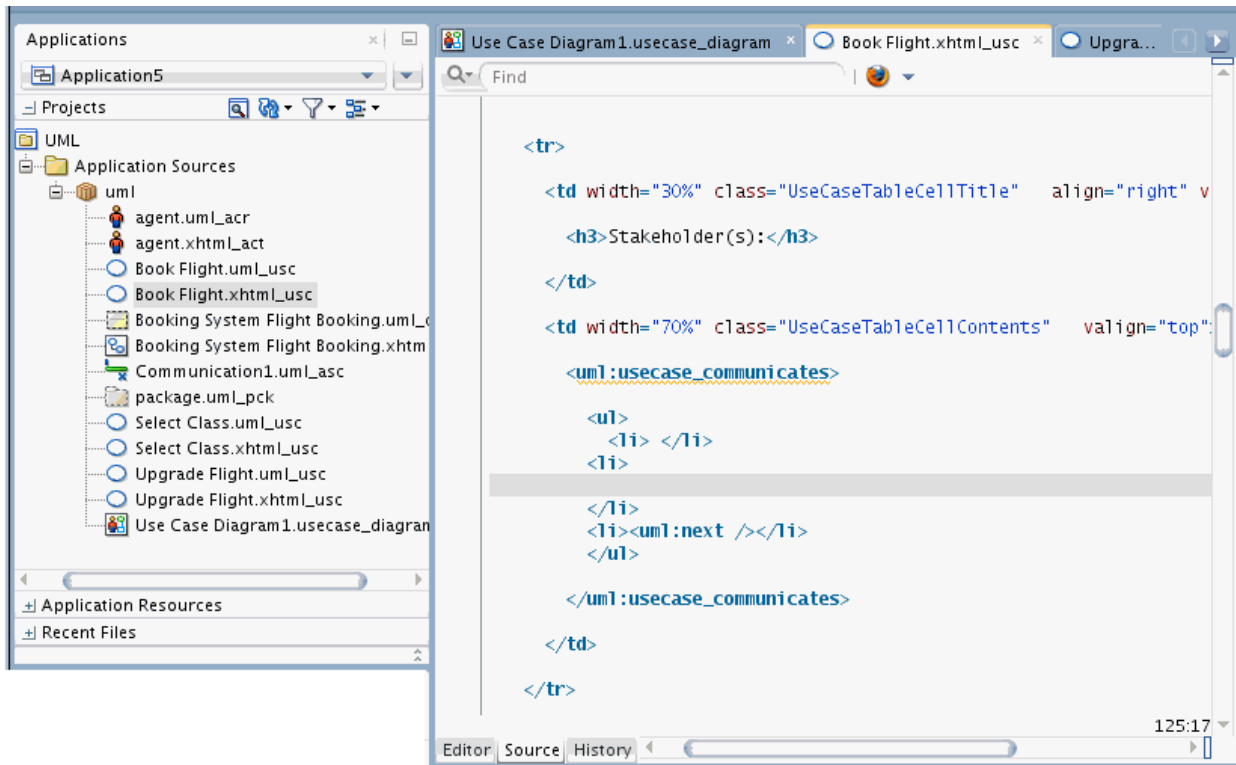 Applications
Application5
Projects
UML
Application Sources
uml
agent.uml_acr
agent.xhtml_act
Book Flight.uml_usc
Book Flight.xhtml_usc
Booking System Flight Booking.uml_
Booking System Flight Booking.xhtm
Communication1.uml_asc
package.uml_pck
Select Class.uml_usc
Select Class.xhtml_usc
Upgrade Flight.uml_usc
Upgrade Flight.xhtml_usc
Use Case Diagram1.usecase_diagram
Application Resources
Recent Files
Use Case Diagram1.usecase_diagram Book Flight.xhtml_usc Upgra...
Find
<tr>
<td width="30%" class="UseCaseTableCellTitle" align="right" v
<h3>Stakeholder(s):</h3>
</td>
<td width="70%" class="UseCaseTableCellContents" valign="top"
<uml:usecase_communicates>
<ul>
<li> </li>
<li>
</li>
<li><uml:next /></li>
</ul>
</uml:usecase_communicates>
</td>
</tr>
125:17
Editor Source History